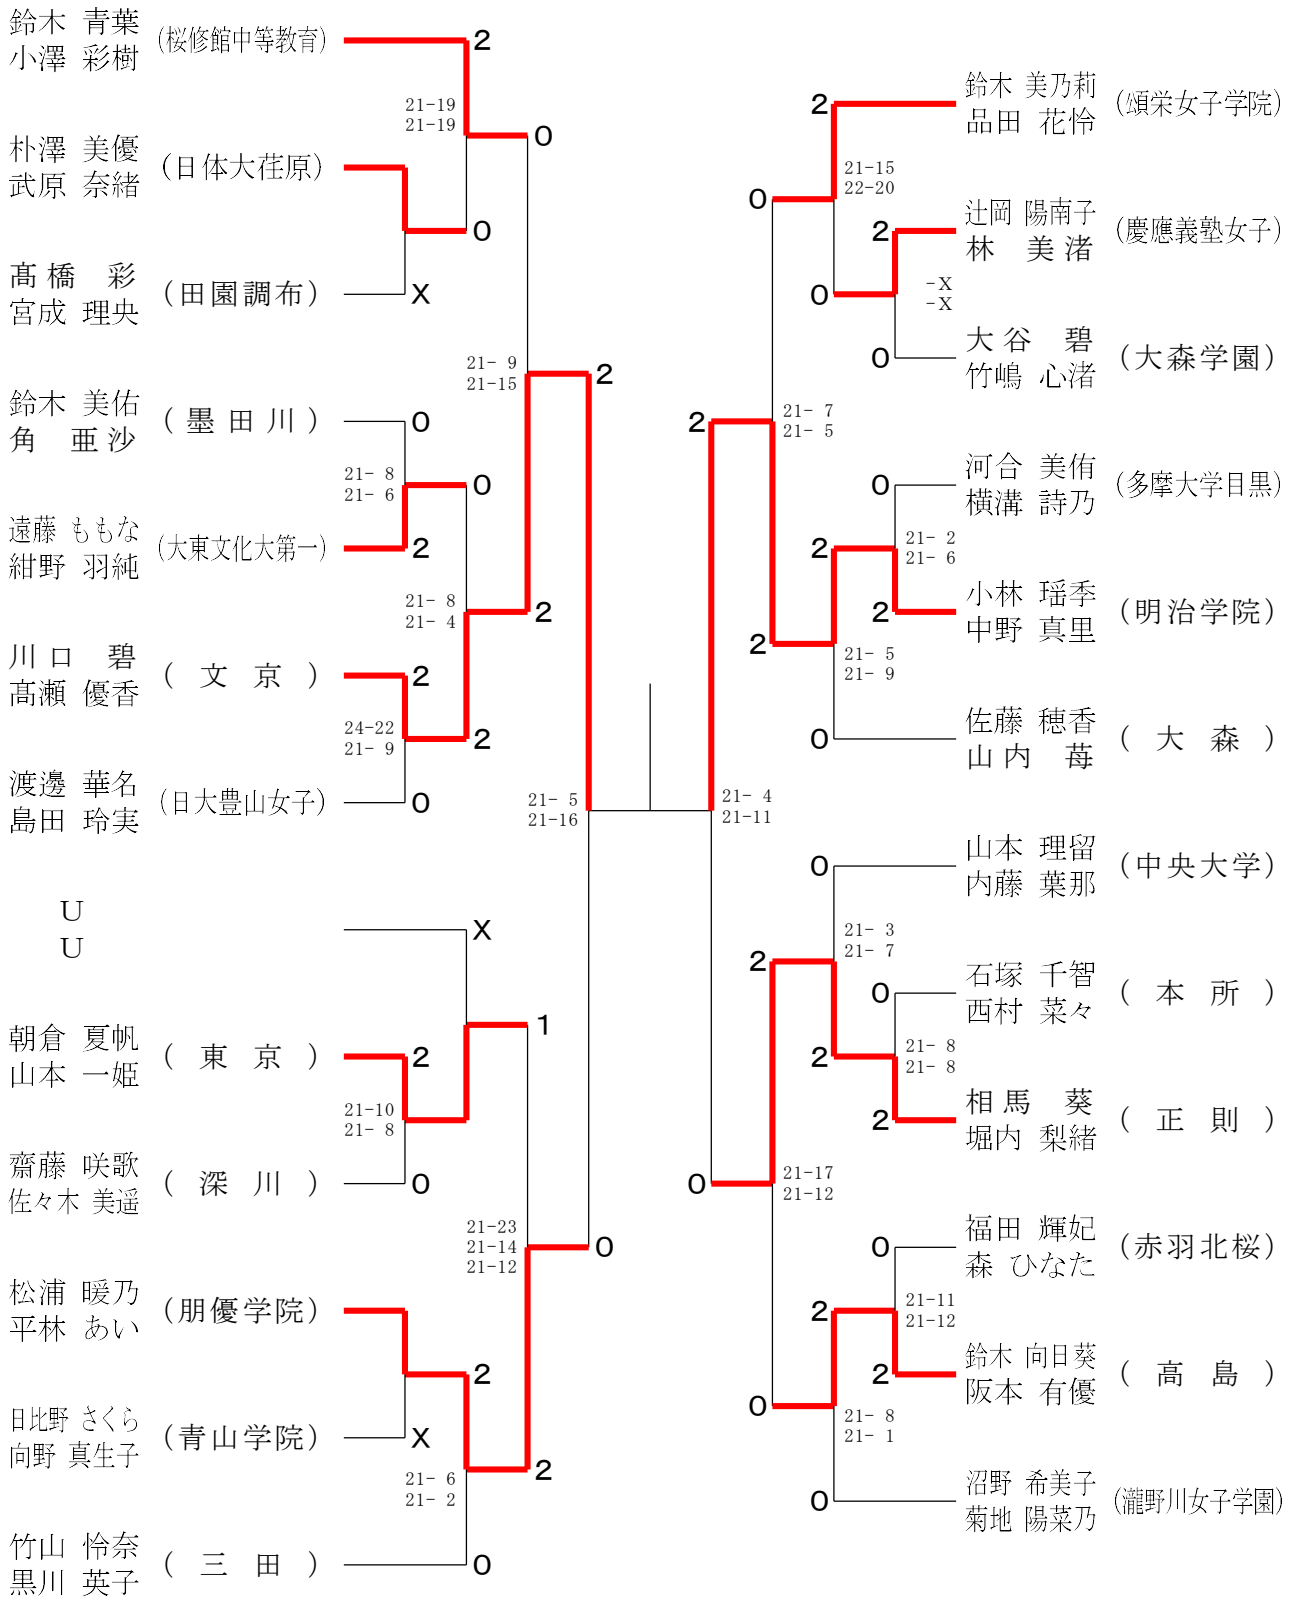 鈴木 青葉
小澤 彩樹
(桜修館中等教育)
2
21-19
21-19
0
朴澤 美優
武原 奈緒
(日体大荏原)
0
髙橋 彩
宮成 理央
(田園調布)
X
21- 9
21-15
2
鈴木 美佑
角 亜沙
(墨田川)
0
21- 8
21- 6
0
遠藤 ももな
紺野 羽純
(大東文化大第一)
2
21- 8
21- 4
2
川口 碧
髙瀬 優香
(文京)
2
24-22
21- 9
2
渡邊 華名
島田 玲実
(日大豊山女子)
0
21- 5
21-16
U
U
X
1
朝倉 夏帆
山本 一姫
(東京)
2
21-10
21- 8
齋藤 咲歌
佐々木 美遥
(深川)
0
21-23
21-14
21-12
0
松浦 暖乃
平林 あい
(朋優学院)
2
日比野 さくら
向野 真生子
(青山学院)
X
21- 6
21- 2
2
竹山 怜奈
黒川 英子
(三田)
0
2
鈴木 美乃莉
品田 花怜
(頌栄女子学院)
21-15
22-20
0
2
辻岡 陽南子
林 美渚
(慶應義塾女子)
0
-X
-X
0
大谷 碧
竹嶋 心渚
(大森学園)
2
21- 7
21- 5
0
河合 美侑
横溝 詩乃
(多摩大学目黒)
2
21- 2
21- 6
2
小林 瑶季
中野 真里
(明治学院)
2
21- 5
21- 9
0
佐藤 穂香
山内 苺
(大森)
21- 4
21-11
0
山本 理留
内藤 葉那
(中央大学)
21- 3
21- 7
2
0
石塚 千智
西村 菜々
(本所)
2
21- 8
21- 8
2
相馬 葵
堀内 梨緒
(正則)
0
21-17
21-12
0
福田 輝妃
森 ひなた
(赤羽北桜)
2
21-11
21-12
2
鈴木 向日葵
阪本 有優
(高島)
0
21- 8
21- 1
0
沼野 希美子
菊地 陽菜乃
(瀧野川女子学園)